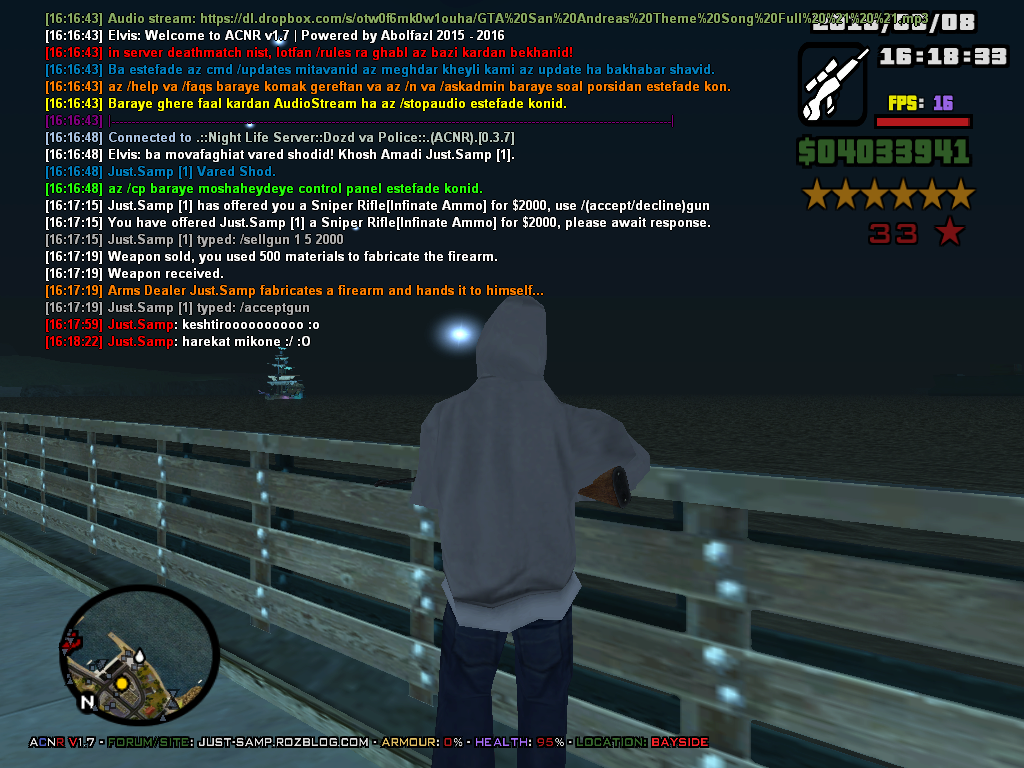 [16:16:43] Audio stream: https://dl.dropbox.com/s/otw0f6mk0w1ouha/GTA%20San%20Andreas%20Theme%20Song%20Full%20%21%20%21.mp3
[16:16:43] Elvis: Welcome to ACNR v1.7 | Powered by Abolfazl 2015 - 2016
[16:16:43] in server deathmatch nist, lotfan /rules ra ghabl az bazi kardan bekhanid!
[16:16:43] Ba estefade az cmd /updates mitavanid az meghdar kheyli kami az update ha bakhabar shavid.
[16:16:43] az /help va /faqs baraye komak gereftan va az /n va /askadmin baraye soal porsidan estefade kon.
[16:16:43] Baraye ghere faal kardan AudioStream ha az /stopaudio estefade konid.
[16:16:43]
[16:16:48] Connected to .::Night Life Server::Dozd va Police::.(ACNR).[0.3.7]
[16:16:48] Elvis: ba movafaghiat vared shodid! Khosh Amadi Just.Samp [1].
[16:16:48] Just.Samp [1] Vared Shod.
[16:16:48] az /cp baraye moshaheydeye control panel estefade konid.
[16:17:15] Just.Samp [1] has offered you a Sniper Rifle[Infinate Ammo] for $2000, use /(accept/decline)gun
[16:17:15] You have offered Just.Samp [1] a Sniper Rifle[Infinate Ammo] for $2000, please await response.
[16:17:15] Just.Samp [1] typed: /sellgun 1 5 2000
[16:17:19] Weapon sold, you used 500 materials to fabricate the firearm.
[16:17:19] Weapon received.
[16:17:19] Arms Dealer Just.Samp fabricates a firearm and hands it to himself...
[16:17:19] Just.Samp [1] typed: /acceptgun
[16:17:59] Just.Samp: keshtiroooooooooo :o
[16:18:22] Just.Samp: harekat mikone :/ :O
16:18:33
FPS: 16
$04033941
33
N
ACNR V1.7 - FORUM/SITE: JUST-SAMP.ROZBLOG.COM - ARMOUR: 0% - HEALTH: 95% - LOCATION: BAYSIDE